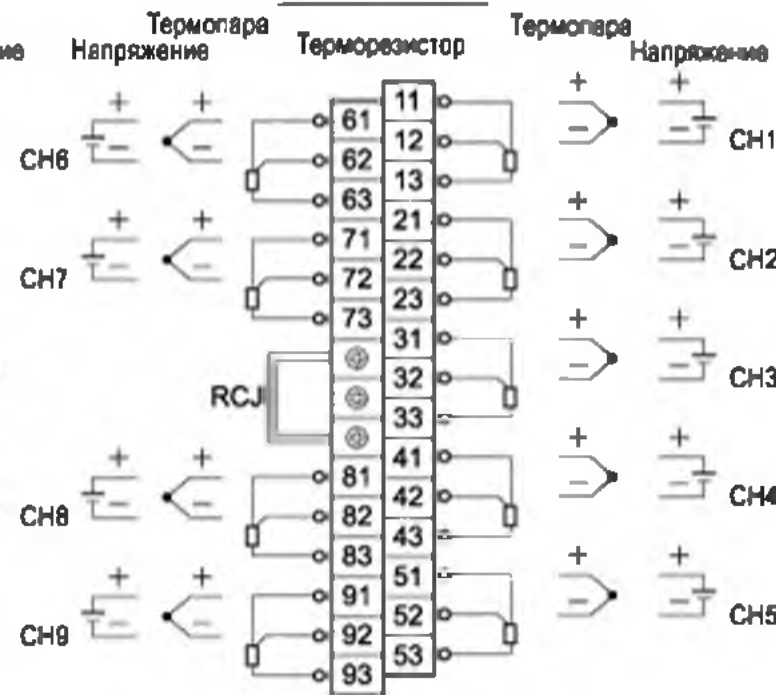 Термопара Термопара
ие Напряжение Терморезистор Напряжение
+ + 11 + +
61
CH6 − − 12 − − CH1
62
13
63
+ + 21 + +
71
CH7 − − 22 − − CH2
72
23
73
31 + +
RCJ 32 − − CH3
33
+ + 41 + +
81
CH8 − − 42 − − CH4
82
43
83
+ + 51 + +
91
CH9 − − 52 − − CH5
92
53
93